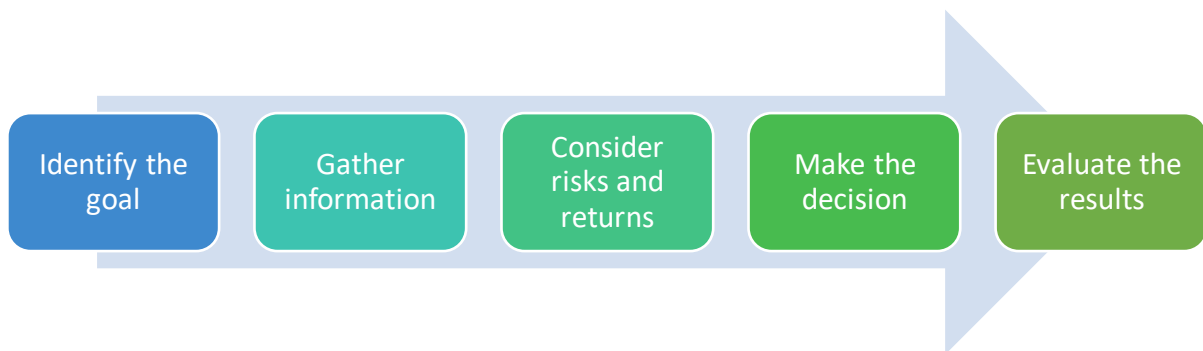 Identify the
goal
Gather
information
Consider
risks and
returns
Make the
decision
Evaluate the
results